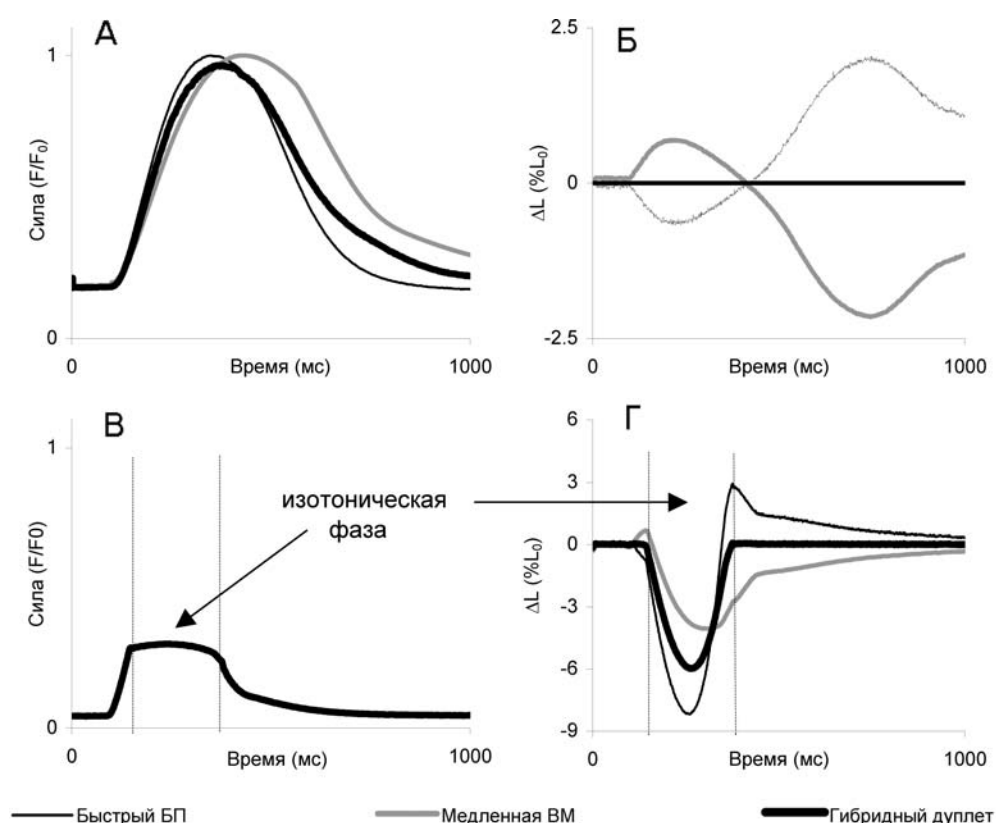 А
1
Сила (F/F₀)
0
0
Время (мс)
1000
Б
2.5
ΔL (%L₀)
0
-2.5
0
Время (мс)
1000
В
1
Сила (F/F0)
0
0
Время (мс)
1000
изотоническая
фаза
Г
6
3
0
-3
-6
-9
ΔL (%L₀)
0
Время (мс)
1000
Быстрый БП
Медленная ВМ
Гибридный дуплет